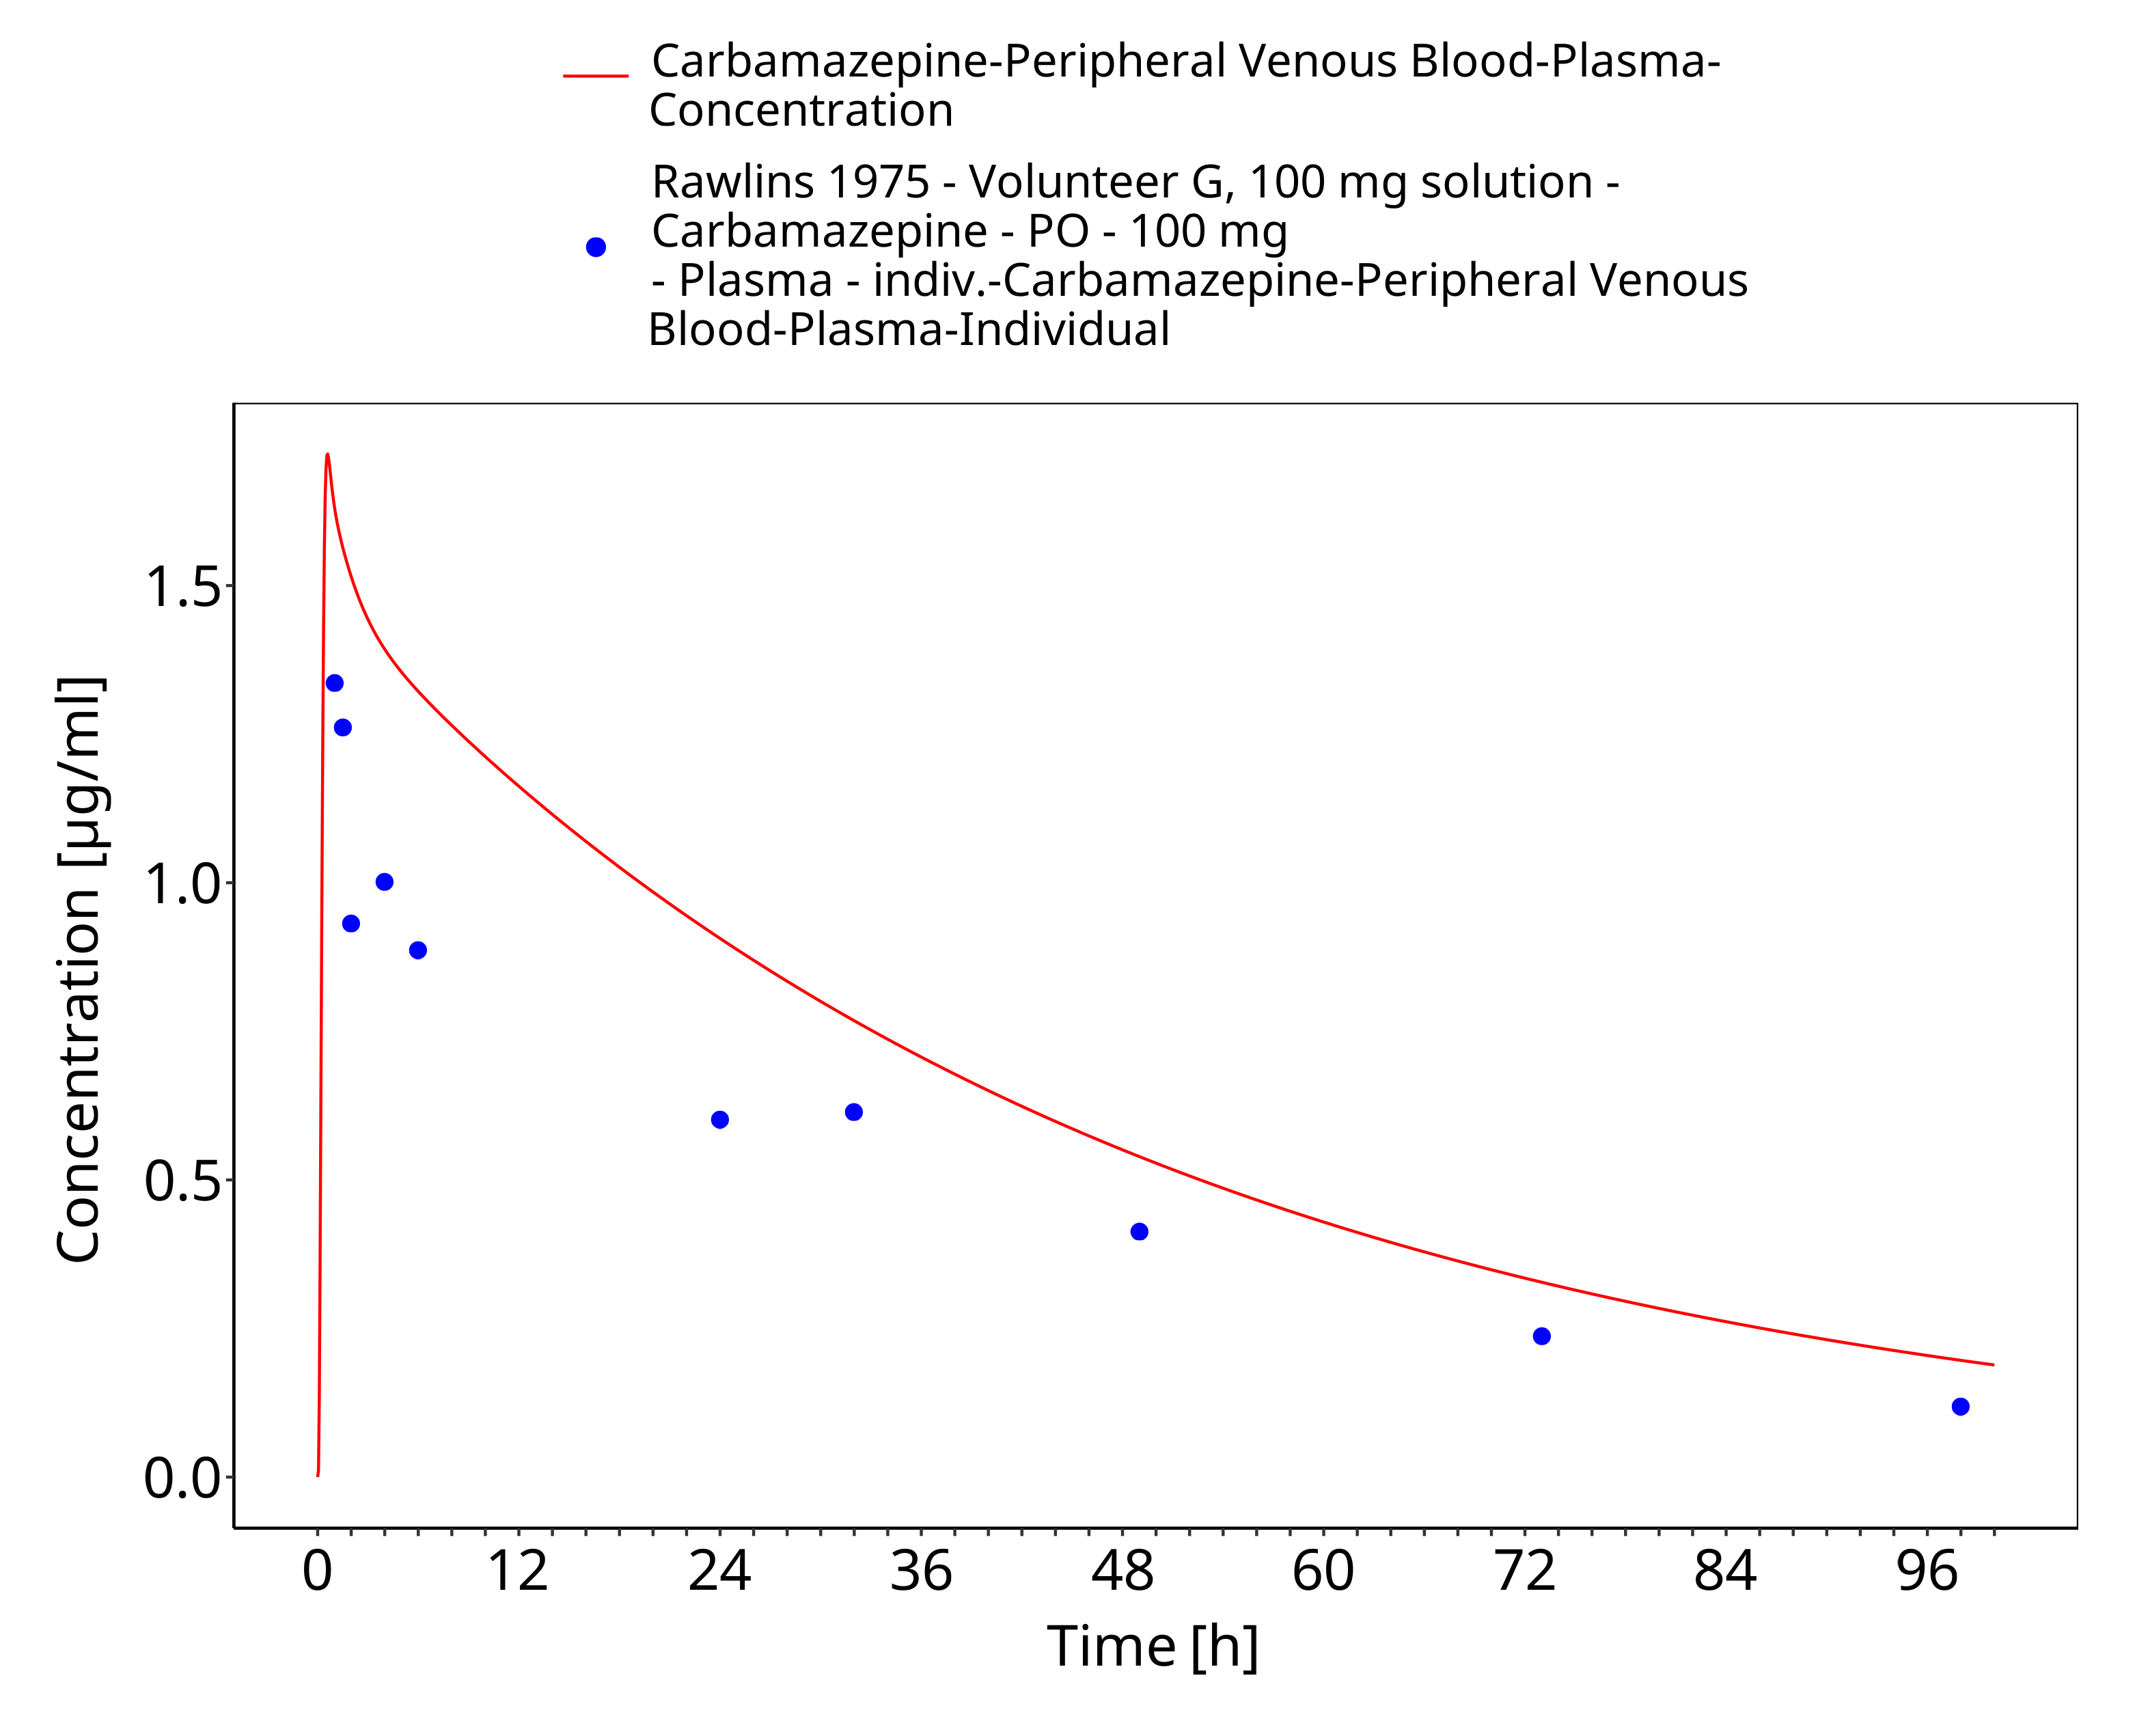 Carbamazepine-Peripheral Venous Blood-Plasma-
Concentration
Rawlins 1975 - Volunteer G, 100 mg solution -
Carbamazepine - PO - 100 mg
- Plasma - indiv.-Carbamazepine-Peripheral Venous
Blood-Plasma-Individual
Concentration [µg/ml]
1.5
1.0
0.5
0.0
0 12 24 36 48 60 72 84 96
Time [h]